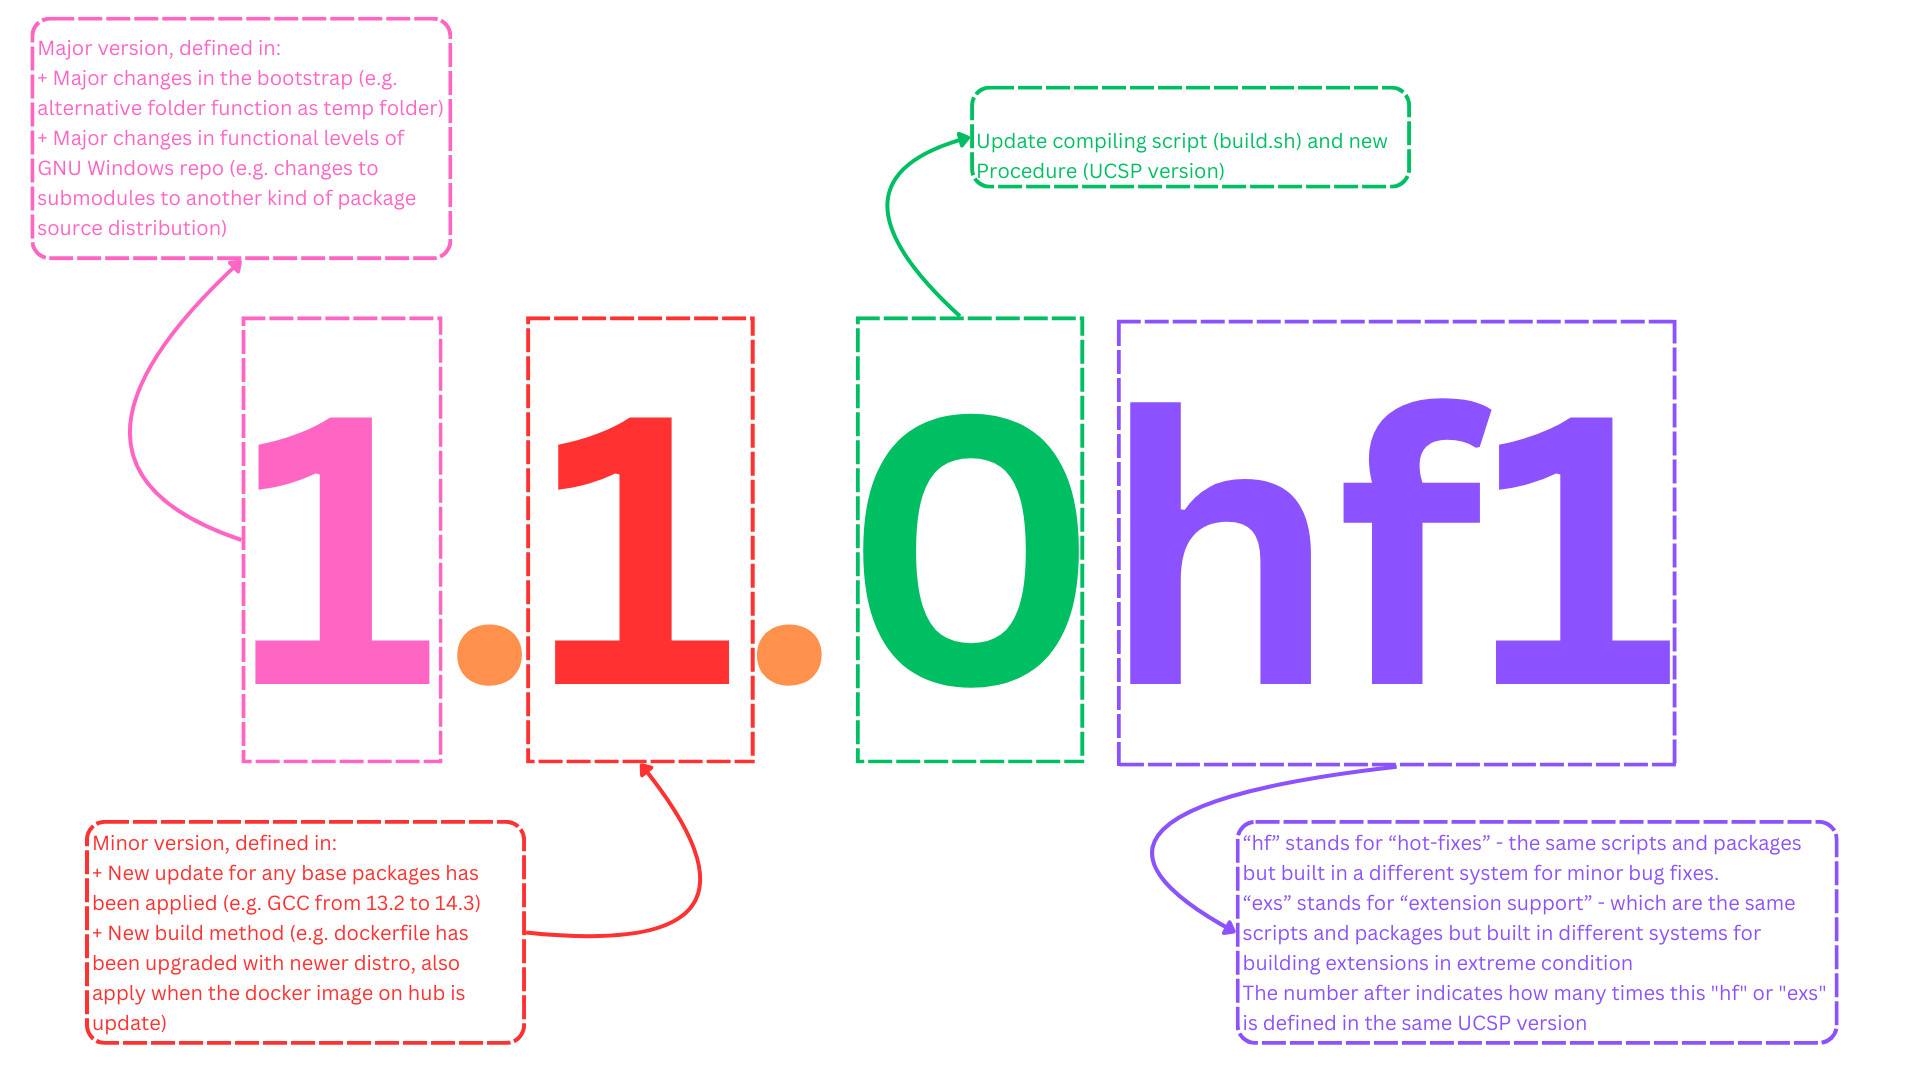 Major version, defined in:
+ Major changes in the bootstrap (e.g.
alternative folder function as temp folder)
+ Major changes in functional levels of
GNU Windows repo (e.g. changes to
submodules to another kind of package
source distribution)
Update compiling script (build.sh) and new
Procedure (UCSP version)
1.1.0hf1
Minor version, defined in:
+ New update for any base packages has
been applied (e.g. GCC from 13.2 to 14.3)
+ New build method (e.g. dockerfile has
been upgraded with newer distro, also
apply when the docker image on hub is
update)
“hf” stands for “hot-fixes” - the same scripts and packages
but built in a different system for minor bug fixes.
“exs” stands for “extension support” - which are the same
scripts and packages but built in different systems for
building extensions in extreme condition
The number after indicates how many times this "hf" or "exs"
is defined in the same UCSP version